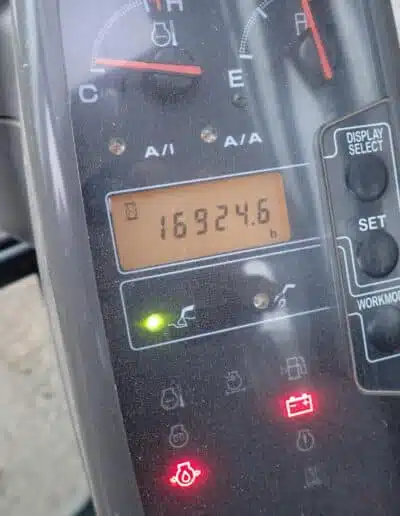 H
F
C
E
A/I
A/A
DISPLAY
SELECT
16924.6
h
SET
WORKMO